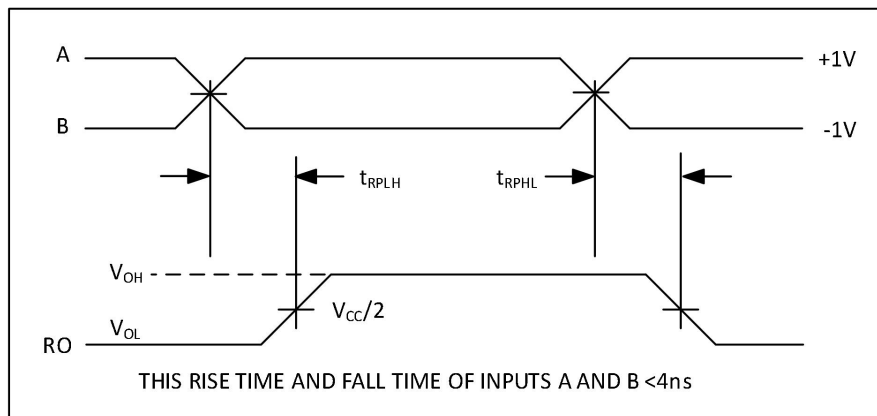 A
+1V
B
-1V
tRPLH
tRPHL
VOH
VCC/2
VOL
RO
THIS RISE TIME AND FALL TIME OF INPUTS A AND B <4ns